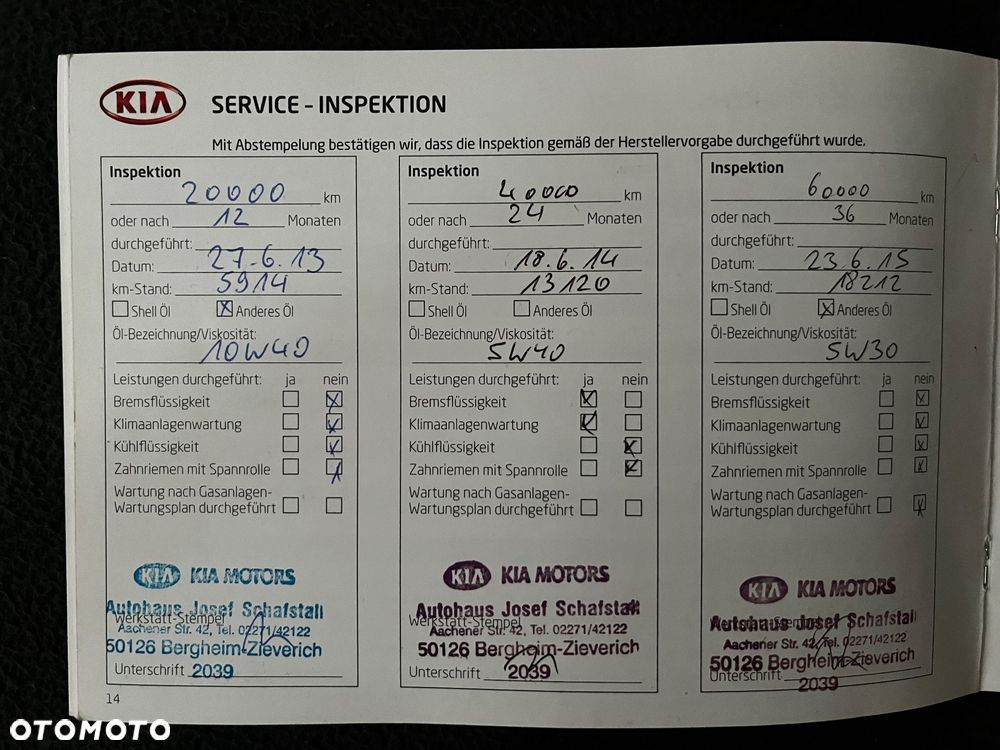 KIA
SERVICE - INSPEKTION
Mit Abstempelung bestätigen wir, dass die Inspektion gemäß der Herstellervorgabe durchgeführt wurde.
Inspektion
20000 km
oder nach 12 Monaten
durchgeführt:
Datum: 27.6.13
km-Stand: 5914
Shell Öl Anderes Öl
Öl-Bezeichnung/Viskosität:
10W40
Leistungen durchgeführt: ja nein
Bremsflüssigkeit
Klimaanlagenwartung
Kühlflüssigkeit
Zahnriemen mit Spannrolle
Wartung nach Gasanlagen-
Wartungsplan durchgeführt
KIA KIA MOTORS
Autohaus Josef Schafstall
Werkstatt-Stempel
Aachener Str. 42, Tel. 02271/42122
50126 Bergheim-Zieverich
Unterschrift 2039
Inspektion
40000 km
oder nach 24 Monaten
durchgeführt:
Datum: 18.6.14
km-Stand: 13120
Shell Öl Anderes Öl
Öl-Bezeichnung/Viskosität:
5W40
Leistungen durchgeführt: ja nein
Bremsflüssigkeit
Klimaanlagenwartung
Kühlflüssigkeit
Zahnriemen mit Spannrolle
Wartung nach Gasanlagen-
Wartungsplan durchgeführt
KIA KIA MOTORS
Autohaus Josef Schafstall
Werkstatt-Stempel
Aachener Str. 42, Tel. 02271/42122
50126 Bergheim-Zieverich
Unterschrift 2039
Inspektion
60000 km
oder nach 36 Monaten
durchgeführt:
Datum: 23.6.15
km-Stand: 18212
Shell Öl Anderes Öl
Öl-Bezeichnung/Viskosität:
5W30
Leistungen durchgeführt: ja nein
Bremsflüssigkeit
Klimaanlagenwartung
Kühlflüssigkeit
Zahnriemen mit Spannrolle
Wartung nach Gasanlagen-
Wartungsplan durchgeführt
KIA KIA MOTORS
Autohaus Josef Schafstall
Aachener Str. 42, Tel. 02271/42122
50126 Bergheim-Zieverich
Unterschrift
2039
14
OTOMOTO